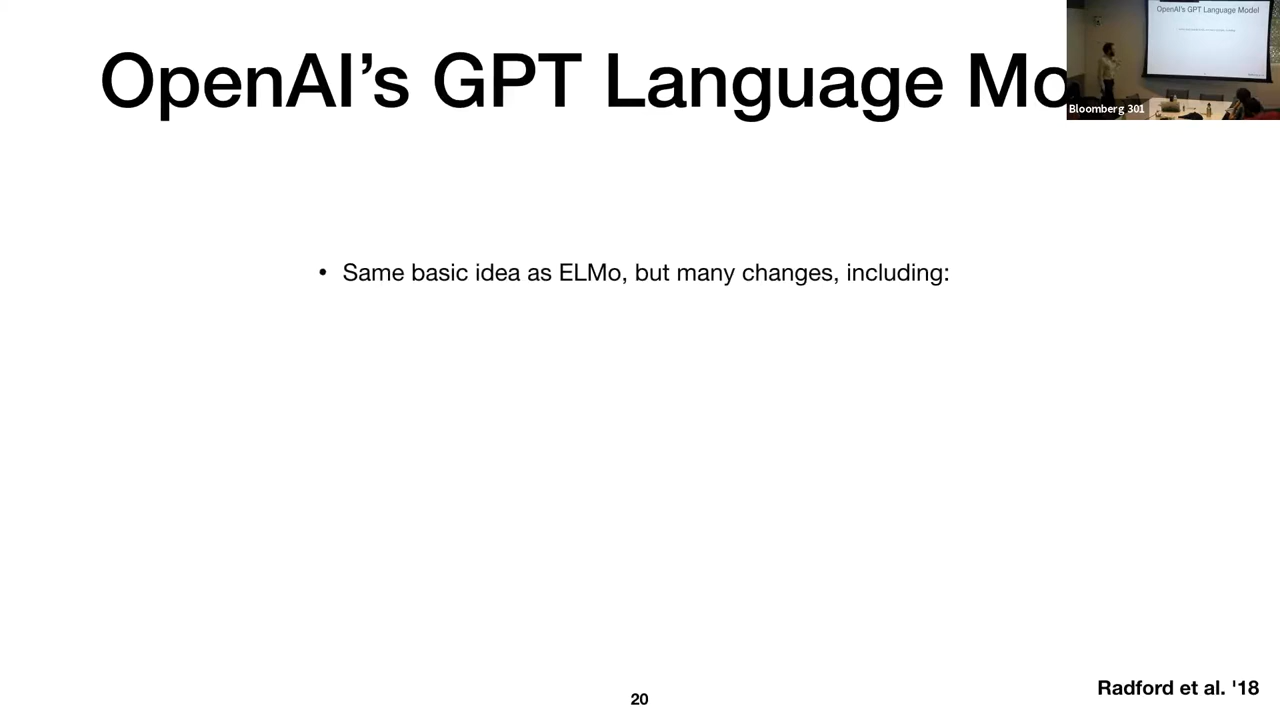 OpenAI's GPT Language Mo
OpenAI's GPT Language Model
Bloomberg 301
• Same basic idea as ELMo, but many changes, including:
Radford et al. '18
20